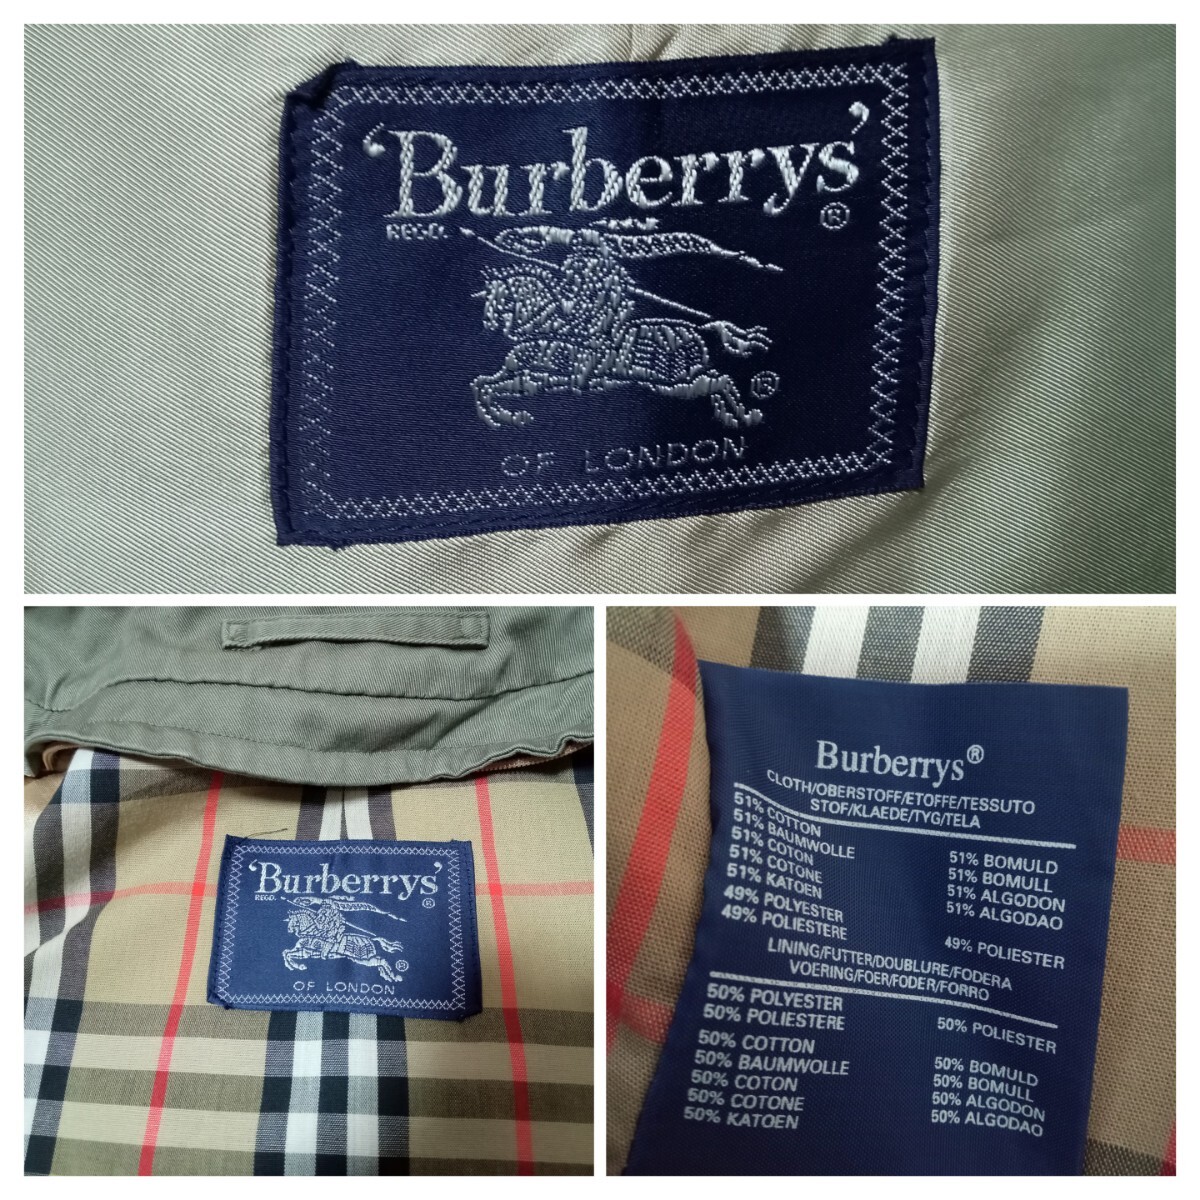 'Burberrys'
REGD. ®
®
OF LONDON
'Burberrys'
REGD. ®
®
OF LONDON
Burberrys®
CLOTH/OBERSTOFF/ETOFFE/TESSUTO
STOF/KLAEDE/TYG/TELA
51% COTTON
51% BAUMWOLLE 51% BOMULD
51% COTON 51% BOMULL
51% COTONE 51% ALGODON
51% KATOEN 51% ALGODAO
49% POLYESTER
49% POLIESTERE 49% POLIESTER
LINING/FUTTER/DOUBLURE/FODERA
VOERING/FOER/FODER/FORRO
50% POLYESTER
50% POLIESTERE 50% POLIESTER
50% COTTON
50% BAUMWOLLE 50% BOMULD
50% COTON 50% BOMULL
50% COTONE 50% ALGODON
50% KATOEN 50% ALGODAO